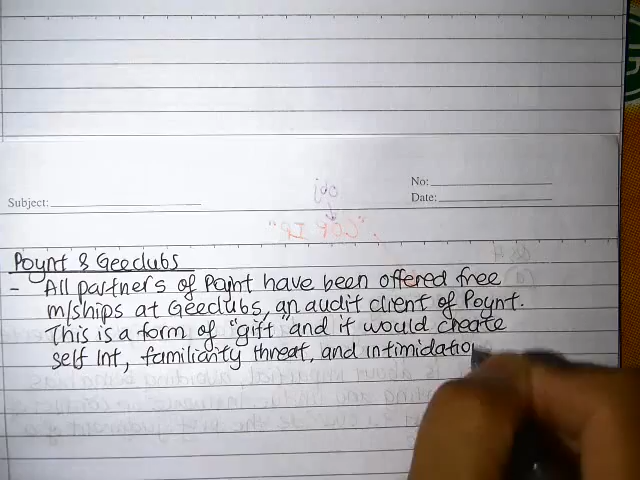 No:
Subject:
Date:
Poynt & Geeclubs
- All partners of Poynt have been offered free
m/ships at Geeclubs, an audit client of Poynt.
This is a form of "gift" and it would create
self Int, familiarity threat, and intimidatio